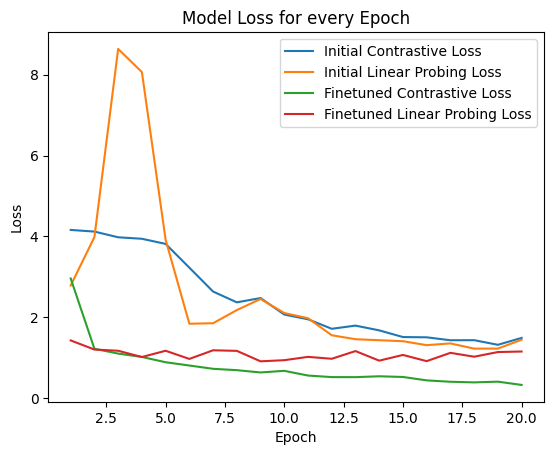 Model Loss for every Epoch
Initial Contrastive Loss
Initial Linear Probing Loss
Finetuned Contrastive Loss
Finetuned Linear Probing Loss
Loss
8
6
4
2
0
2.5 5.0 7.5 10.0 12.5 15.0 17.5 20.0
Epoch